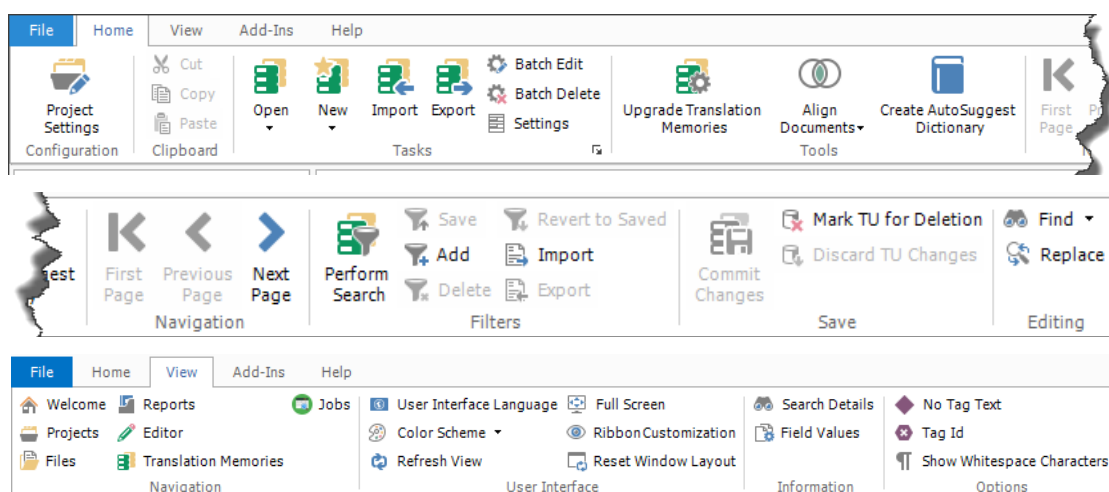 File Home View Add-Ins Help
Project Settings
Cut
Copy
Paste
Open
New
Import
Export
Batch Edit
Batch Delete
Settings
Upgrade Translation Memories
Align Documents
Create AutoSuggest Dictionary
First Page
Configuration Clipboard Tasks Tools
First Page
Previous Page
Next Page
Perform Search
Save
Add
Delete
Revert to Saved
Import
Export
Commit Changes
Mark TU for Deletion
Discard TU Changes
Find
Replace
Navigation Filters Save Editing
File Home View Add-Ins Help
Welcome Reports Jobs User Interface Language Full Screen Search Details No Tag Text
Projects Editor Color Scheme Ribbon Customization Field Values Tag Id
Files Translation Memories Refresh View Reset Window Layout Show Whitespace Characters
Navigation User Interface Information Options